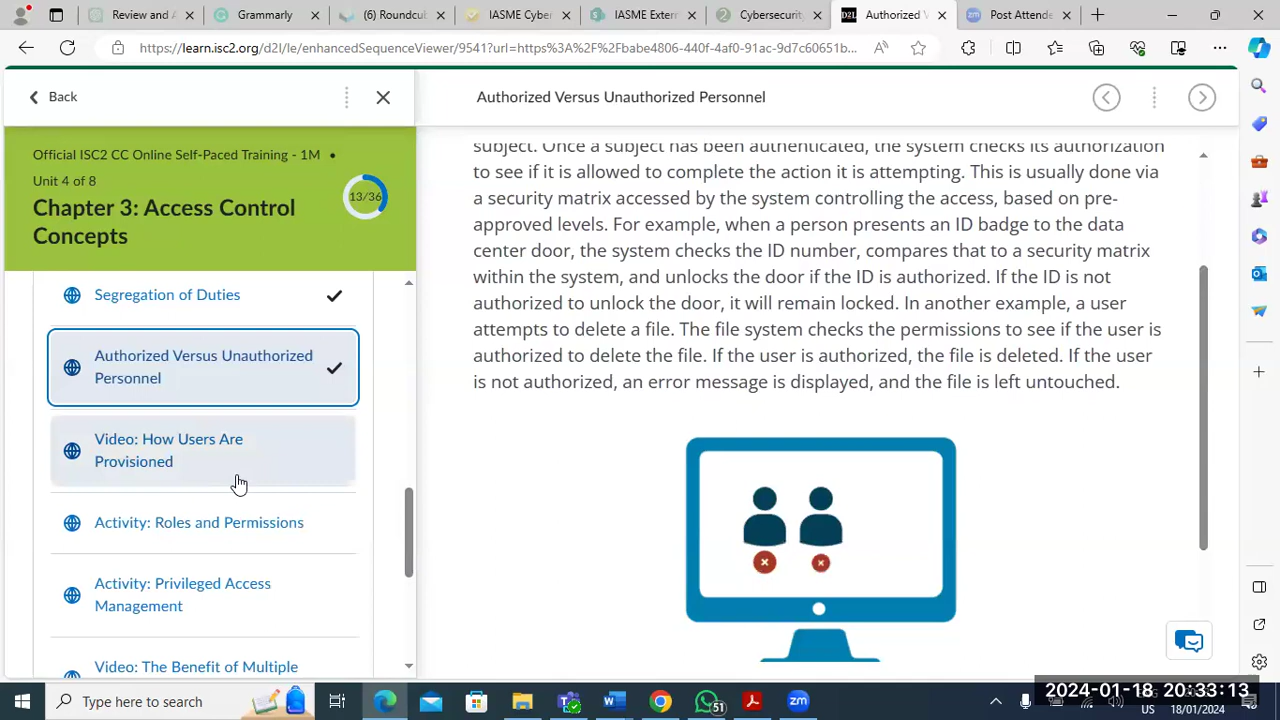 Review and A
Grammarly
(6) Roundcub
IASME Cyber
IASME Extern
Cybersecurity
Authorized V
Post Attende
https://learn.isc2.org/d2l/le/enhancedSequenceViewer/9541?url=https%3A%2F%2Fbabe4806-440f-4af0-91ac-9d7c60651b...
Back
Authorized Versus Unauthorized Personnel
Official ISC2 CC Online Self-Paced Training - 1M •
Unit 4 of 8
Chapter 3: Access Control
Concepts
13/36
Segregation of Duties
Authorized Versus Unauthorized
Personnel
Video: How Users Are
Provisioned
Activity: Roles and Permissions
Activity: Privileged Access
Management
Video: The Benefit of Multiple
subject. Once a subject has been authenticated, the system checks its authorization
to see if it is allowed to complete the action it is attempting. This is usually done via
a security matrix accessed by the system controlling the access, based on pre-
approved levels. For example, when a person presents an ID badge to the data
center door, the system checks the ID number, compares that to a security matrix
within the system, and unlocks the door if the ID is authorized. If the ID is not
authorized to unlock the door, it will remain locked. In another example, a user
attempts to delete a file. The file system checks the permissions to see if the user is
authorized to delete the file. If the user is authorized, the file is deleted. If the user
is not authorized, an error message is displayed, and the file is left untouched.
Type here to search
51
zm
2024-01-18 20:33:13
US
18/01/2024